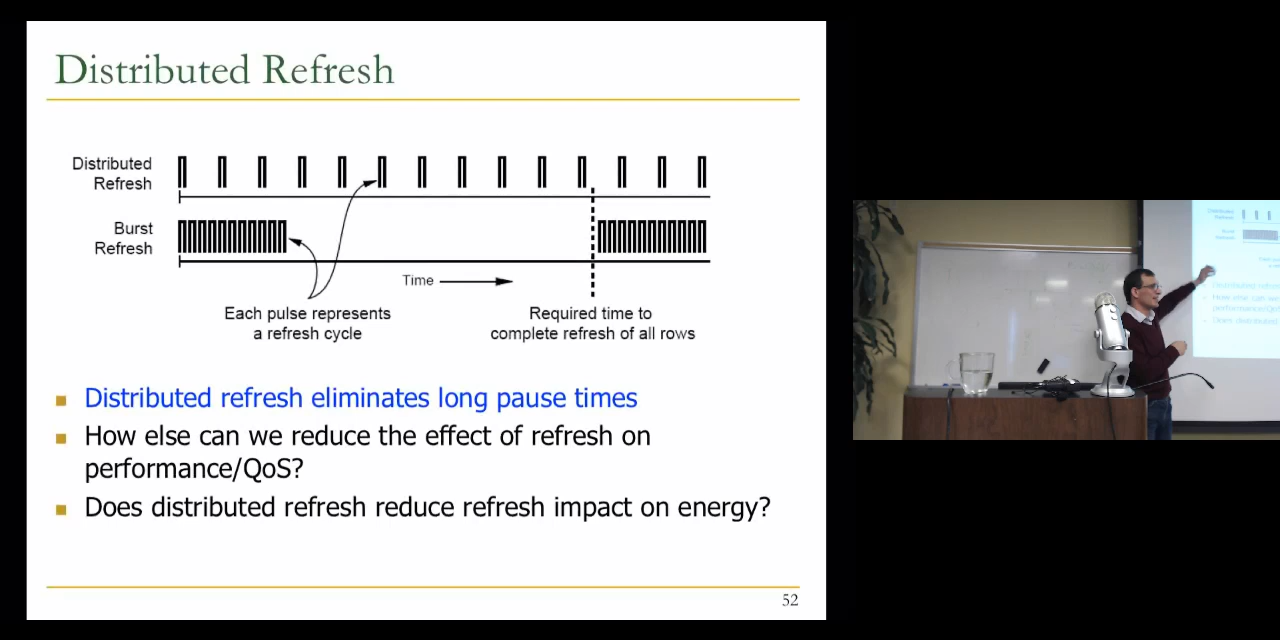 Distributed Refresh
Distributed
Refresh
Burst
Refresh
Time
Each pulse represents
a refresh cycle
Required time to
complete refresh of all rows
Distributed refresh eliminates long pause times
How else can we reduce the effect of refresh on
performance/QoS?
Does distributed refresh reduce refresh impact on energy?
52